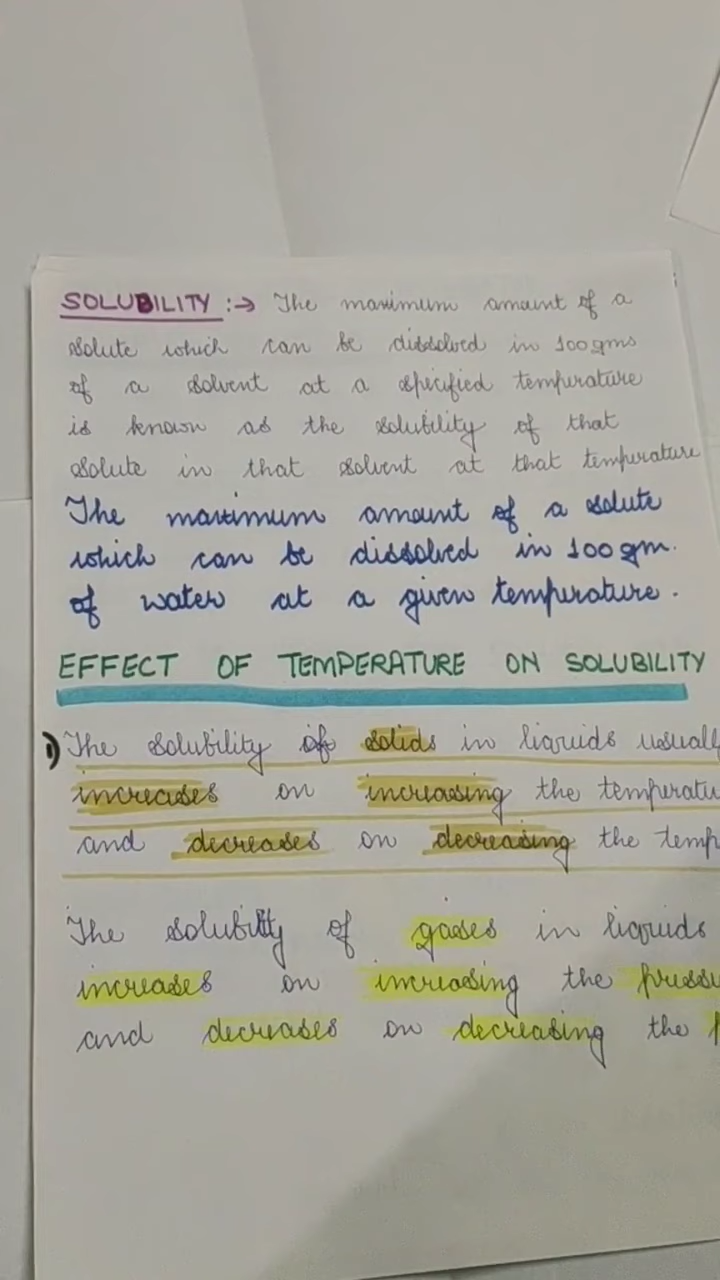 SOLUBILITY :→ The maximum amount of a
solute which can be dissolved in 100gms
of a solvent at a specified temperature
is known as the solubility of that
solute in that solvent at that temperature
The maximum amount of a solute
which can be dissolved in 100gm.
of water at a given temperature.
EFFECT OF TEMPERATURE ON SOLUBILITY
1) The solubility of solids in liquids usuall
increases on increasing the temperatu
and decreases on decreasing the temp
The solubility of gases in liquids
increases on increasing the pressu
and decreases on decreasing the p